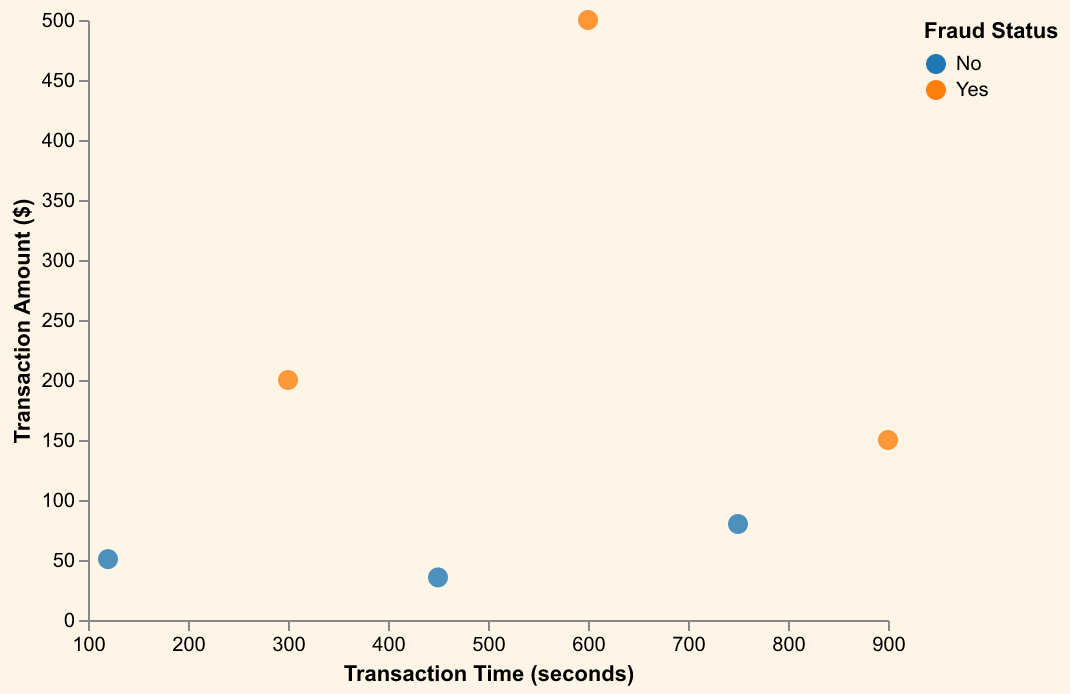 500
450
400
350
300
250
200
150
100
50
0
Transaction Amount ($)
100 200 300 400 500 600 700 800 900
Transaction Time (seconds)
Fraud Status
No
Yes